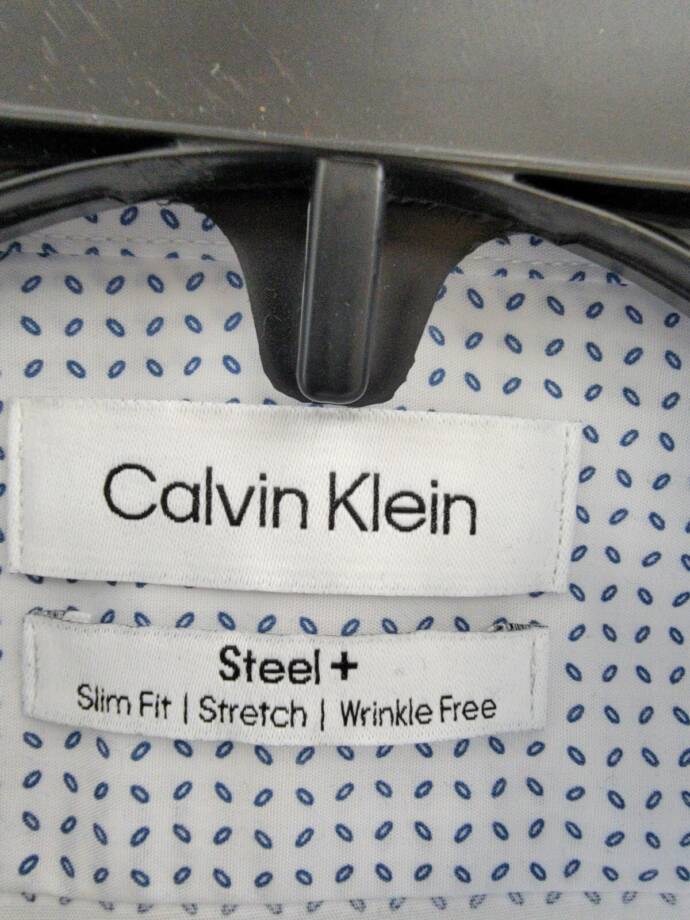 Calvin Klein
Steel +
Slim Fit | Stretch | Wrinkle Free